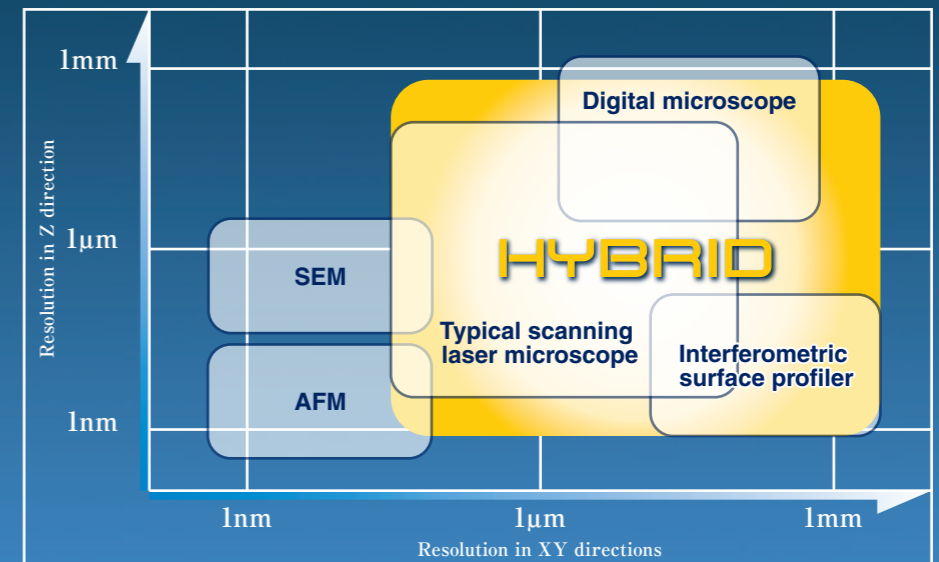 1mm
Digital microscope
Resolution in Z direction
1µm
HYBRID
SEM
Typical scanning
laser microscope
Interferometric
surface profiler
AFM
1nm
1nm
1µm
1mm
Resolution in XY directions